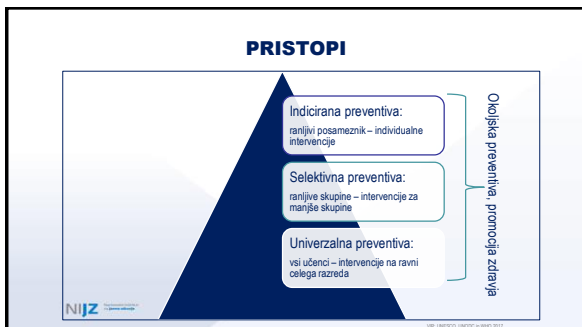 PRISTOPI
Indicirana preventiva:
ranljivi posameznik – individualne
intervencije
Selektivna preventiva:
ranljive skupine – intervencije za
manjše skupine
Univerzalna preventiva:
vsi učenci – intervencije na ravni
celega razreda
Okoljska preventiva, promocija zdravja
NIJZ